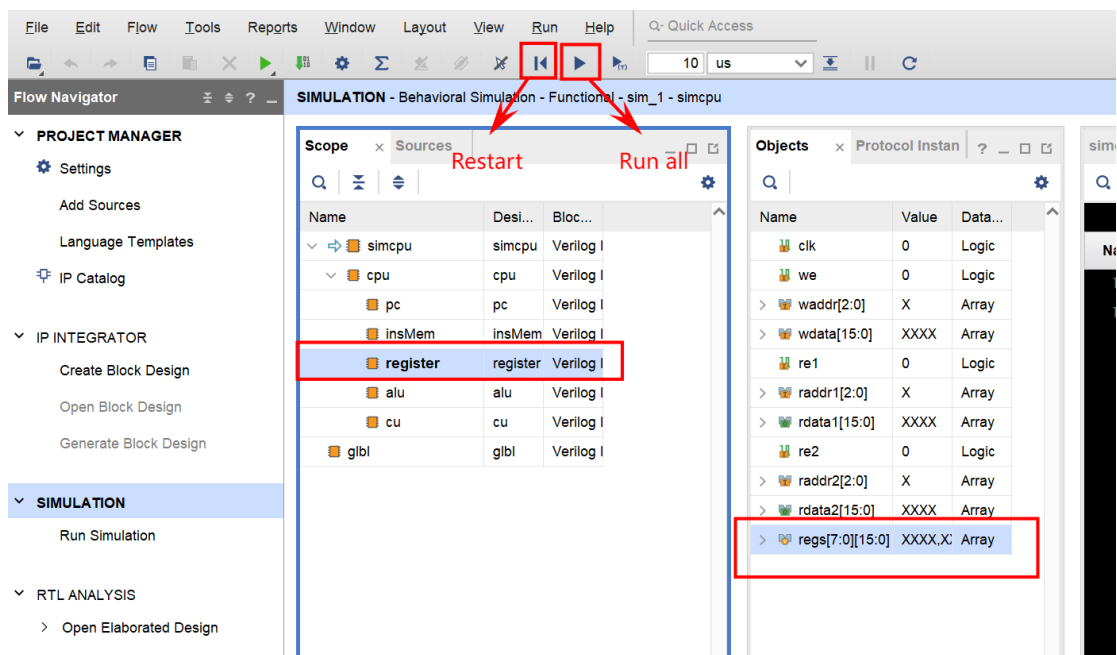 File Edit Flow Tools Reports Window Layout View Run Help Q- Quick Access
10 us
Flow Navigator
SIMULATION - Behavioral Simulation - Functional - sim_1 - simcpu
PROJECT MANAGER
Settings
Add Sources
Language Templates
IP Catalog
IP INTEGRATOR
Create Block Design
Open Block Design
Generate Block Design
SIMULATION
Run Simulation
RTL ANALYSIS
Open Elaborated Design
Restart
Run all
Scope Sources
Name Desi... Bloc...
simcpu simcpu Verilog
cpu cpu Verilog
pc pc Verilog
insMem insMem Verilog
register register Verilog
alu alu Verilog
cu cu Verilog
glbl glbl Verilog
Objects Protocol Instan
Name Value Data...
clk 0 Logic
we 0 Logic
waddr[2:0] X Array
wdata[15:0] XXXX Array
re1 0 Logic
raddr1[2:0] X Array
rdata1[15:0] XXXX Array
re2 0 Logic
raddr2[2:0] X Array
rdata2[15:0] XXXX Array
regs[7:0][15:0] XXXX,X Array